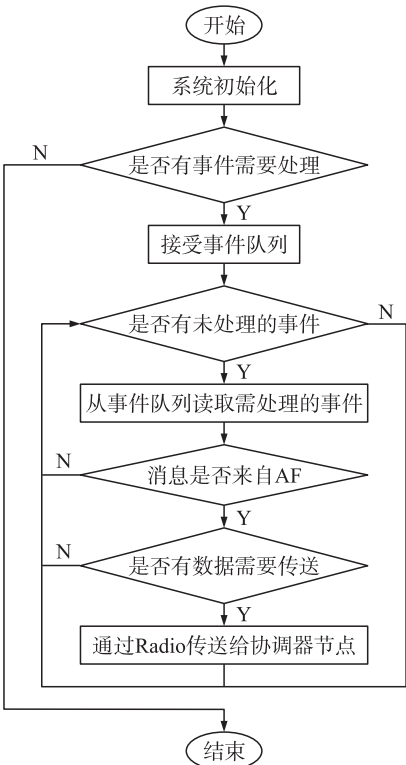 开始
系统初始化
N
是否有事件需要处理
Y
接受事件队列
是否有未处理的事件
N
Y
从事件队列读取需处理的事件
N
消息是否来自AF
Y
N
是否有数据需要传送
Y
通过Radio传送给协调器节点
结束